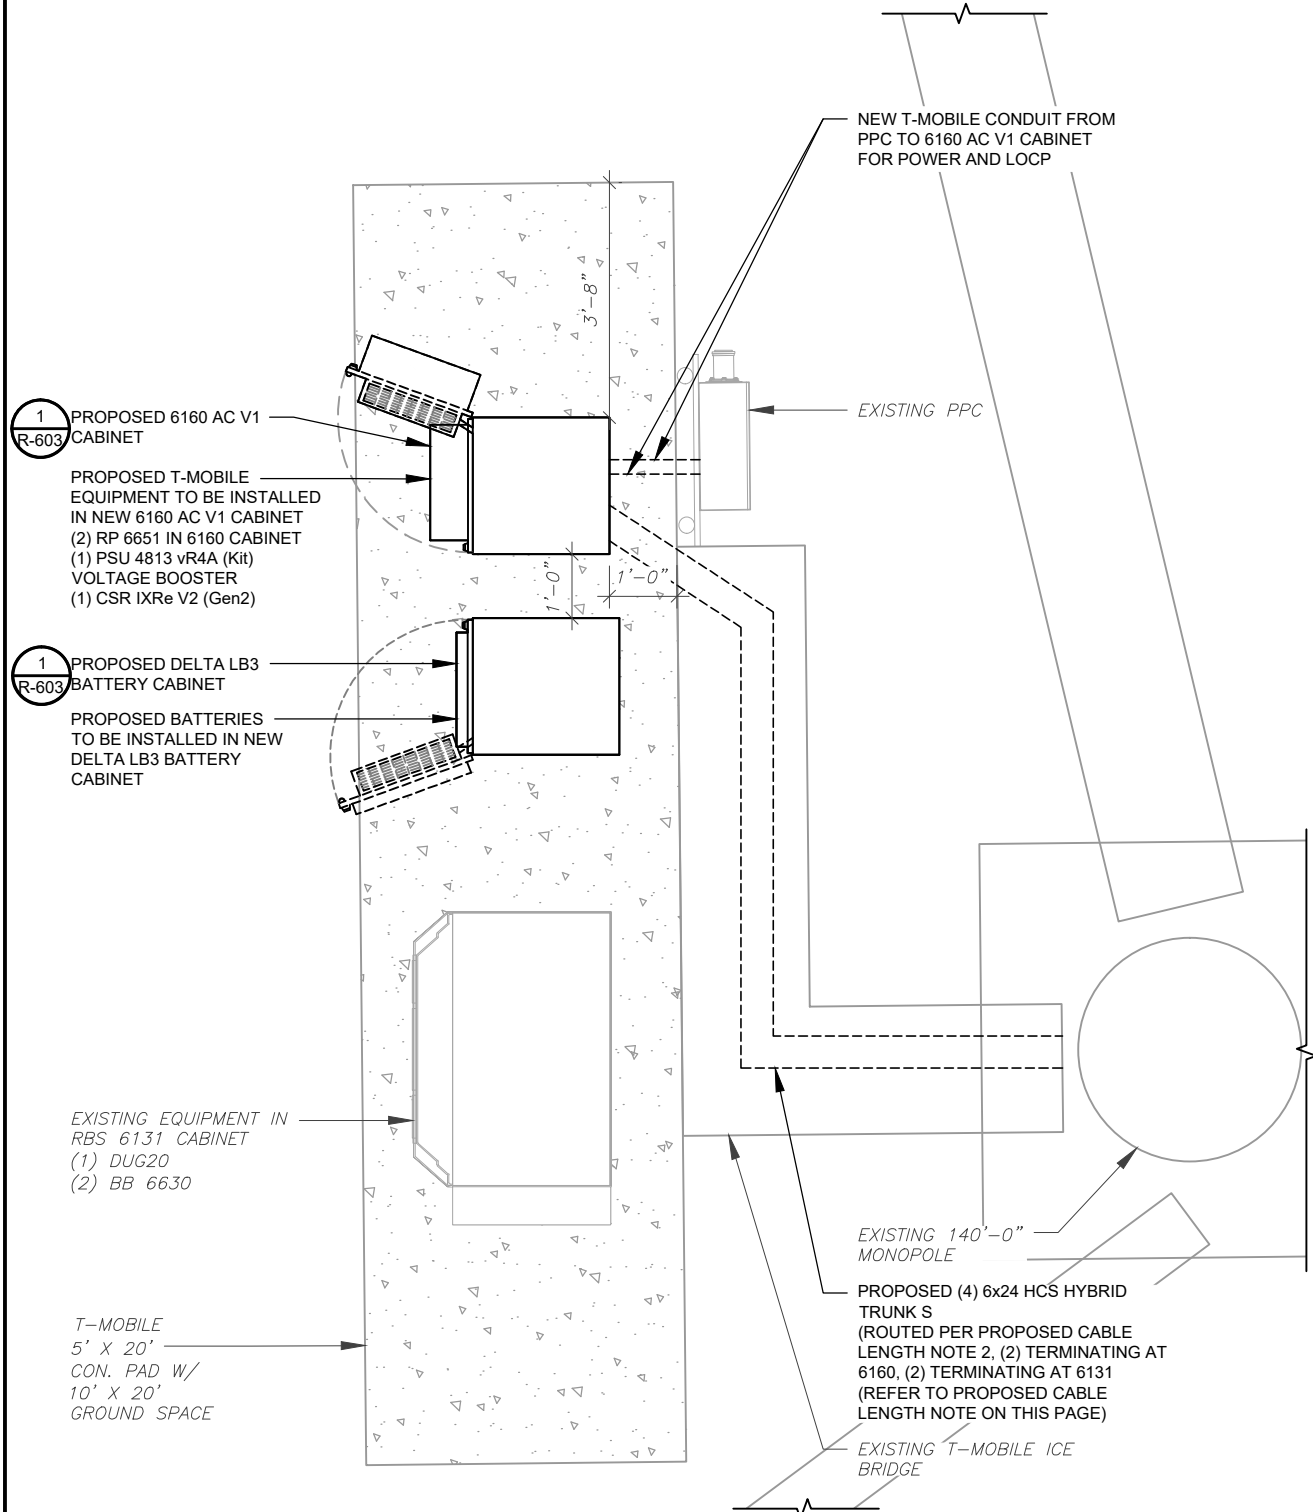 NEW T-MOBILE CONDUIT FROM
PPC TO 6160 AC V1 CABINET
FOR POWER AND LOCP
3'-8"
EXISTING PPC
1
R-603
PROPOSED 6160 AC V1
CABINET
PROPOSED T-MOBILE
EQUIPMENT TO BE INSTALLED
IN NEW 6160 AC V1 CABINET
(2) RP 6651 IN 6160 CABINET
(1) PSU 4813 vR4A (Kit)
VOLTAGE BOOSTER
(1) CSR IXRe V2 (Gen2)
1'-0"
1'-0"
1
R-603
PROPOSED DELTA LB3
BATTERY CABINET
PROPOSED BATTERIES
TO BE INSTALLED IN NEW
DELTA LB3 BATTERY
CABINET
EXISTING EQUIPMENT IN
RBS 6131 CABINET
(1) DUG20
(2) BB 6630
EXISTING 140'-0"
MONOPOLE
PROPOSED (4) 6x24 HCS HYBRID
TRUNK S
(ROUTED PER PROPOSED CABLE
LENGTH NOTE 2, (2) TERMINATING AT
6160, (2) TERMINATING AT 6131
(REFER TO PROPOSED CABLE
LENGTH NOTE ON THIS PAGE)
T-MOBILE
5' X 20'
CON. PAD W/
10' X 20'
GROUND SPACE
EXISTING T-MOBILE ICE
BRIDGE